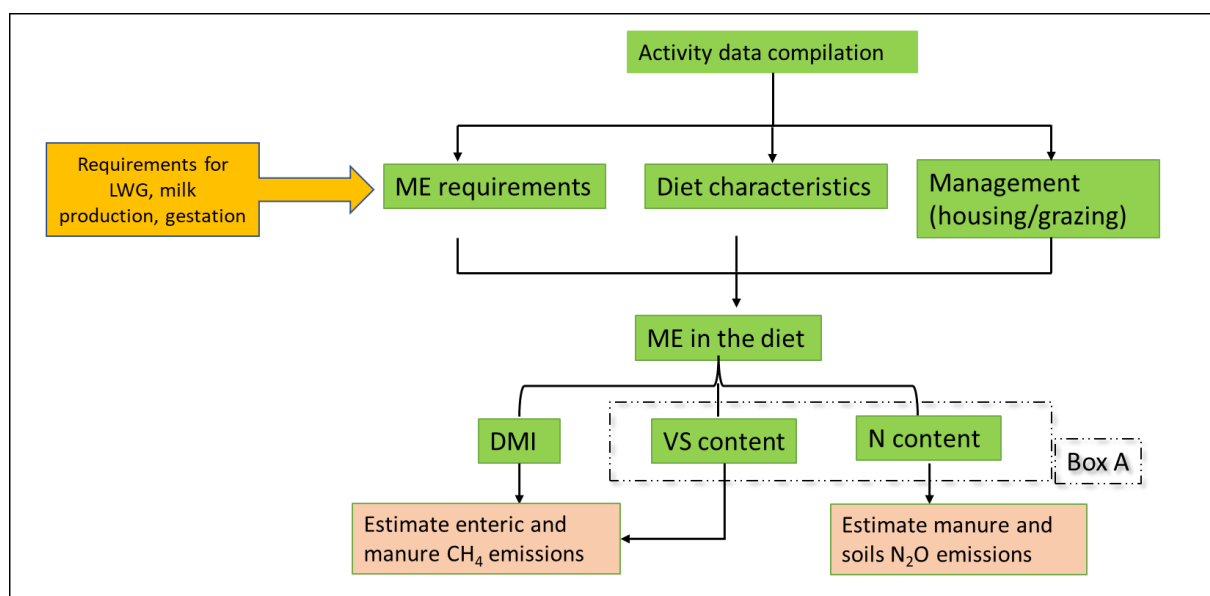 Activity data compilation
Requirements for
LWG, milk
production, gestation
ME requirements
Diet characteristics
Management
(housing/grazing)
ME in the diet
DMI
VS content
N content
Box A
Estimate enteric and
manure CH₄ emissions
Estimate manure and
soils N₂O emissions